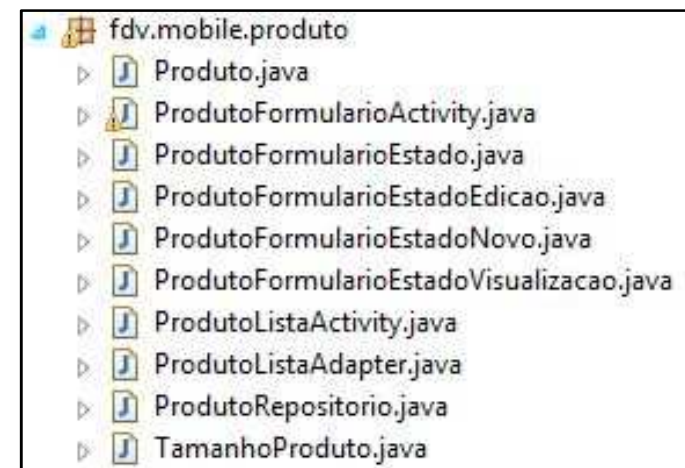 fdv.mobile.produto
Produto.java
ProdutoFormularioActivity.java
ProdutoFormularioEstado.java
ProdutoFormularioEstadoEdicao.java
ProdutoFormularioEstadoNovo.java
ProdutoFormularioEstadoVisualizacao.java
ProdutoListaActivity.java
ProdutoListaAdapter.java
ProdutoRepositorio.java
TamanhoProduto.java